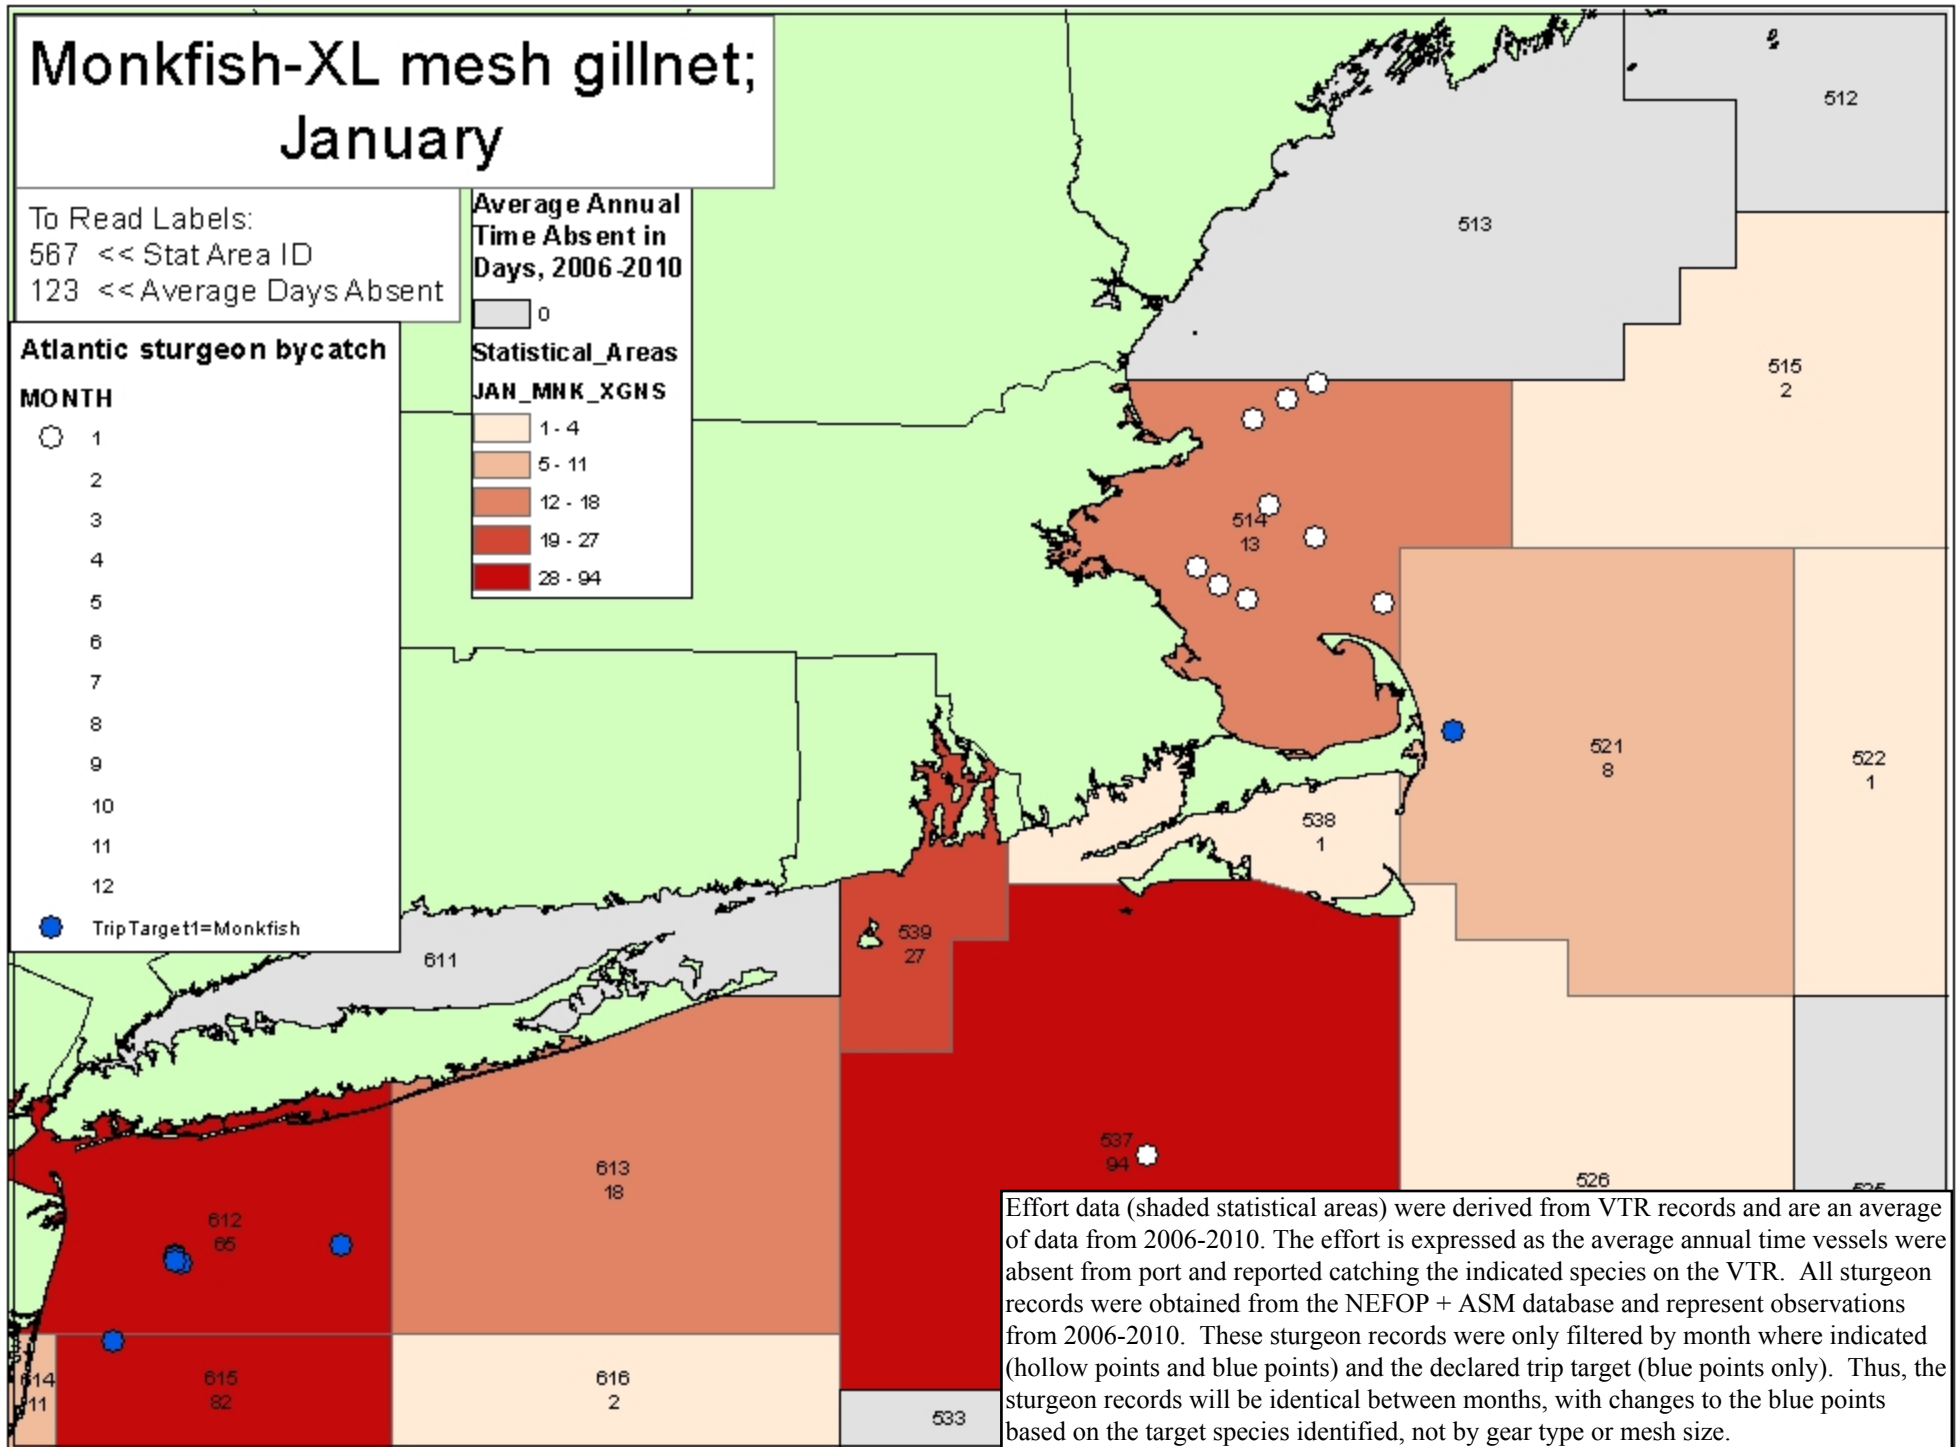 Monkfish-XL mesh gillnet;
January
To Read Labels:
567 << Stat Area ID
123 << Average Days Absent
Average Annual
Time Absent in
Days, 2006-2010
0
Statistical_Areas
JAN_MNK_XGNS
1 - 4
5 - 11
12 - 18
19 - 27
28 - 94
Atlantic sturgeon bycatch
MONTH
1
2
3
4
5
6
7
8
9
10
11
12
TripTarget1=Monkfish
512
513
515
2
514
13
521
8
522
1
538
1
539
27
611
537
94
613
18
526
612
65
614
11
615
82
616
2
533
Effort data (shaded statistical areas) were derived from VTR records and are an average
of data from 2006-2010. The effort is expressed as the average annual time vessels were
absent from port and reported catching the indicated species on the VTR.  All sturgeon
records were obtained from the NEFOP + ASM database and represent observations
from 2006-2010.  These sturgeon records were only filtered by month where indicated
(hollow points and blue points) and the declared trip target (blue points only).  Thus, the
sturgeon records will be identical between months, with changes to the blue points
based on the target species identified, not by gear type or mesh size.